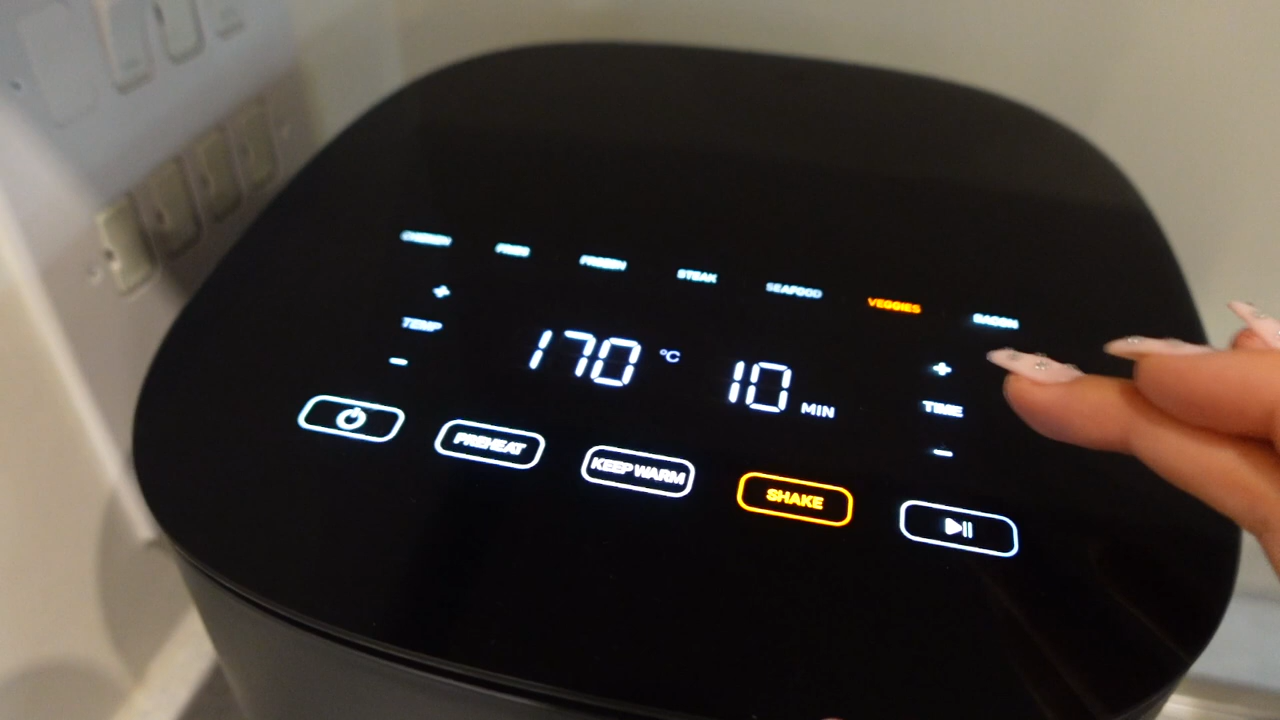 CHICKEN FRIES FROZEN STEAK SEAFOOD VEGGIES BACON
+
TEMP
-
170 °C 10 MIN
+
TIME
-
PREHEAT KEEP WARM SHAKE